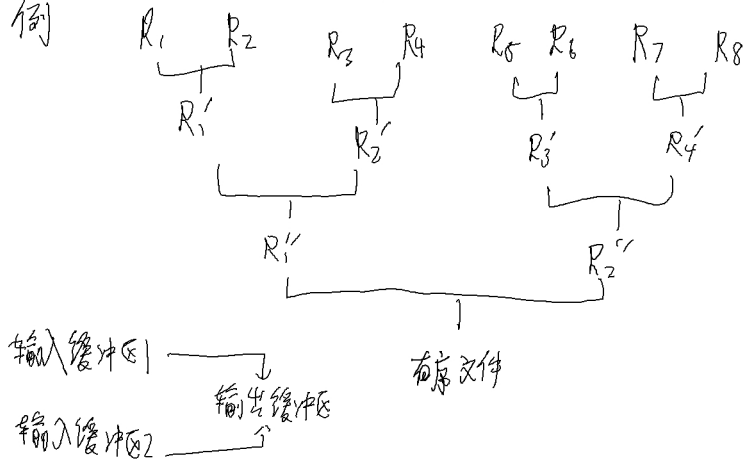 例
R₁ R₂ R₃ R₄ R₅ R₆ R₇ R₈
R₁′ R₂′ R₃′ R₄′
R₁″ R₂″
有序文件
输入缓冲区1
输出缓冲区
输入缓冲区2